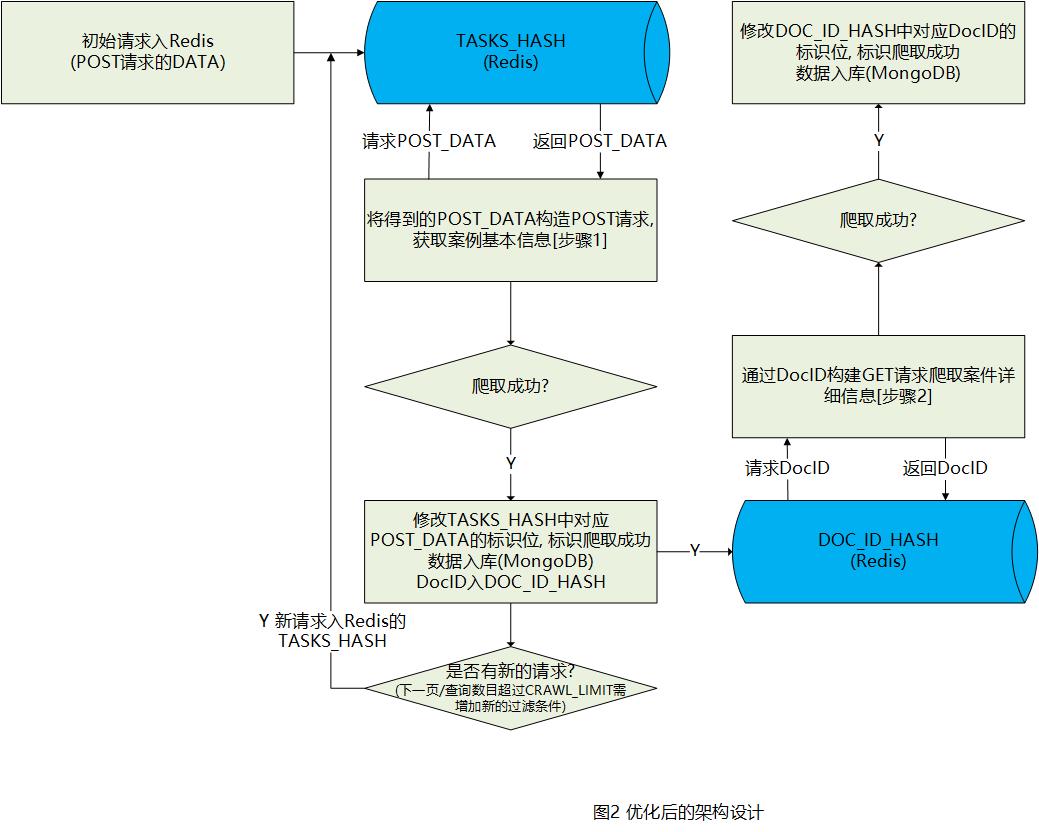 初始请求入Redis
(POST请求的DATA)
TASKS_HASH
(Redis)
请求POST_DATA
返回POST_DATA
将得到的POST_DATA构造POST请求,
获取案例基本信息[步骤1]
爬取成功?
Y
修改TASKS_HASH中对应
POST_DATA的标识位, 标识爬取成功
数据入库(MongoDB)
DocID入DOC_ID_HASH
Y
是否有新的请求?
(下一页/查询数目超过CRAWL_LIMIT需
增加新的过滤条件)
Y 新请求入Redis的
TASKS_HASH
DOC_ID_HASH
(Redis)
请求DocID
返回DocID
通过DocID构建GET请求爬取案件详
细信息[步骤2]
爬取成功?
Y
修改DOC_ID_HASH中对应DocID的
标识位, 标识爬取成功
数据入库(MongoDB)
图2 优化后的架构设计